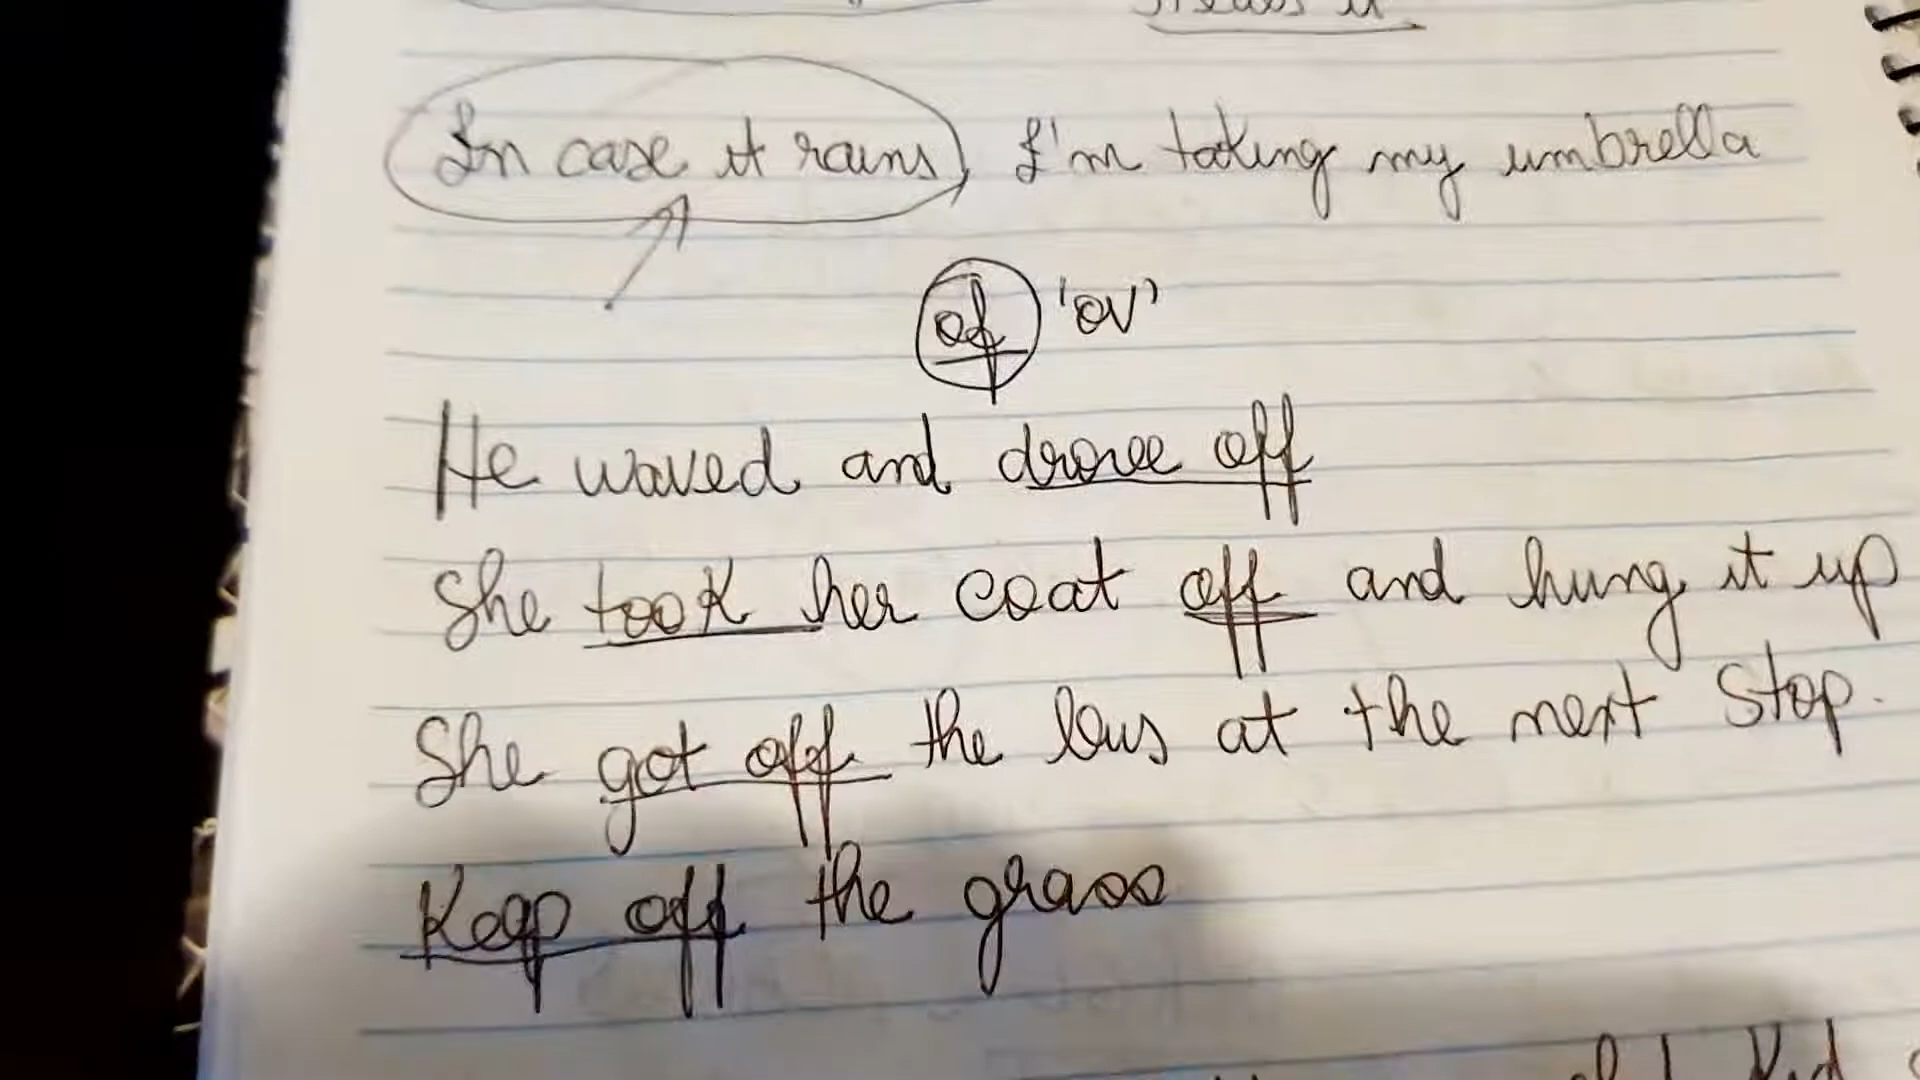 In case it rains, I'm taking my umbrella
of 'ov'
He waved and drove off
She took her coat off and hung it up
She got off the bus at the next stop.
Keep off the grass